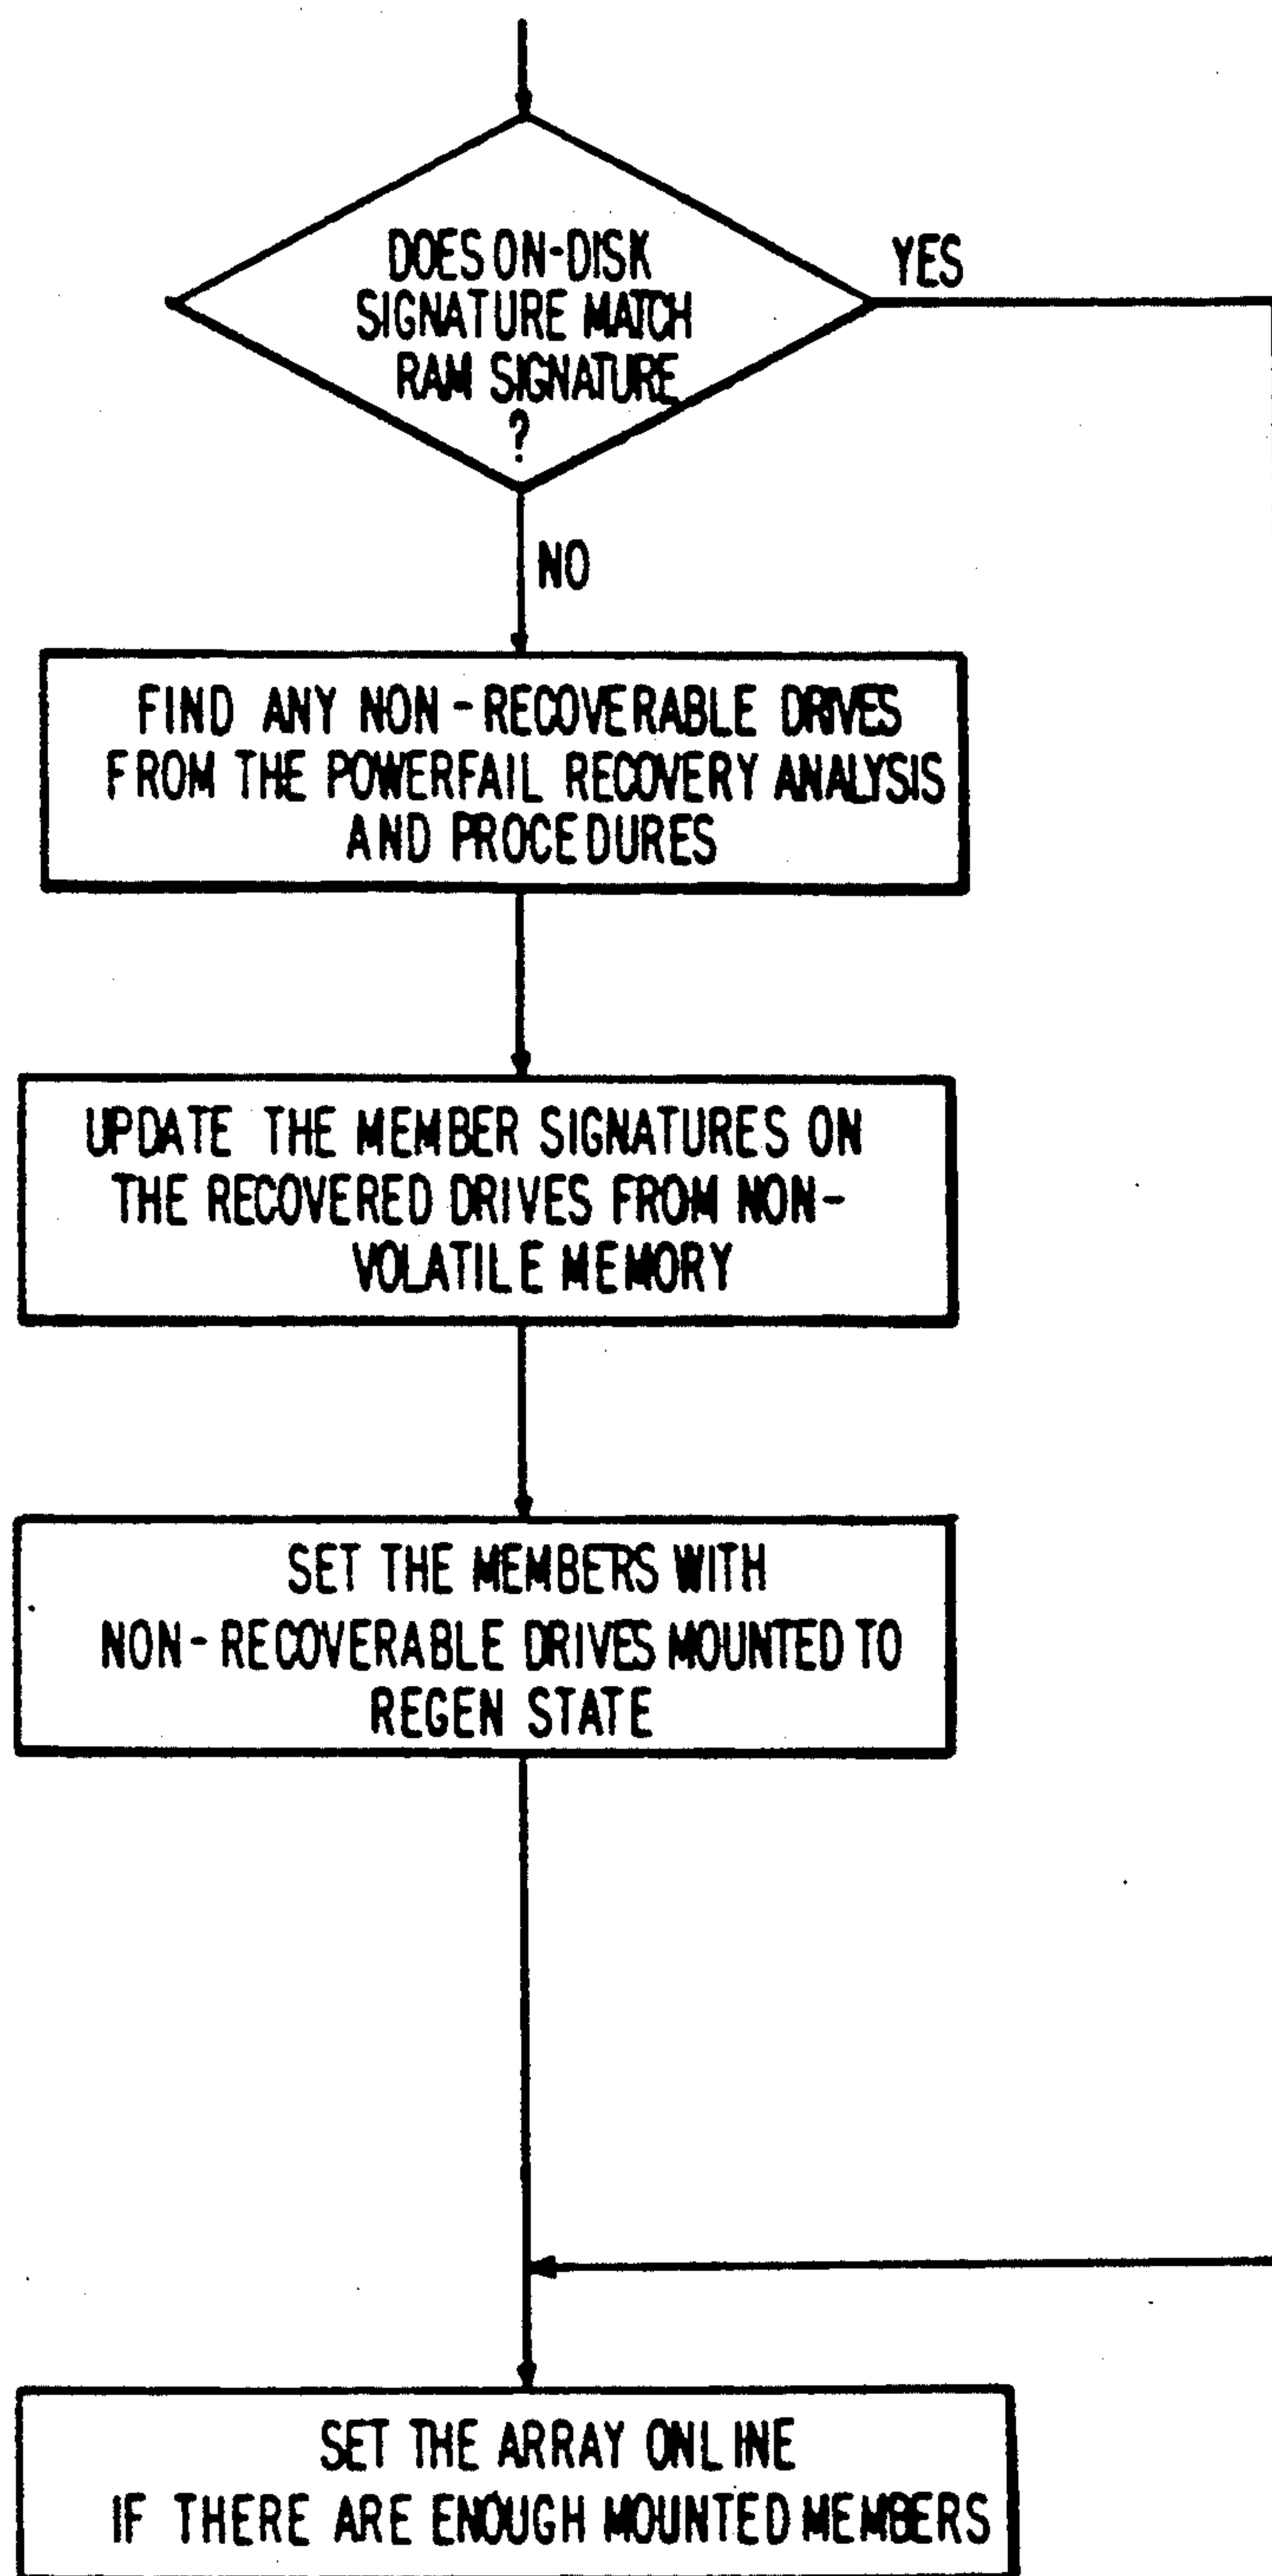 DOES ON-DISK
SIGNATURE MATCH
RAM SIGNATURE
?
YES
NO
FIND ANY NON-RECOVERABLE DRIVES
FROM THE POWERFAIL RECOVERY ANALYSIS
AND PROCEDURES
UPDATE THE MEMBER SIGNATURES ON
THE RECOVERED DRIVES FROM NON-
VOLATILE MEMORY
SET THE MEMBERS WITH
NON-RECOVERABLE DRIVES MOUNTED TO
REGEN STATE
SET THE ARRAY ONLINE
IF THERE ARE ENOUGH MOUNTED MEMBERS